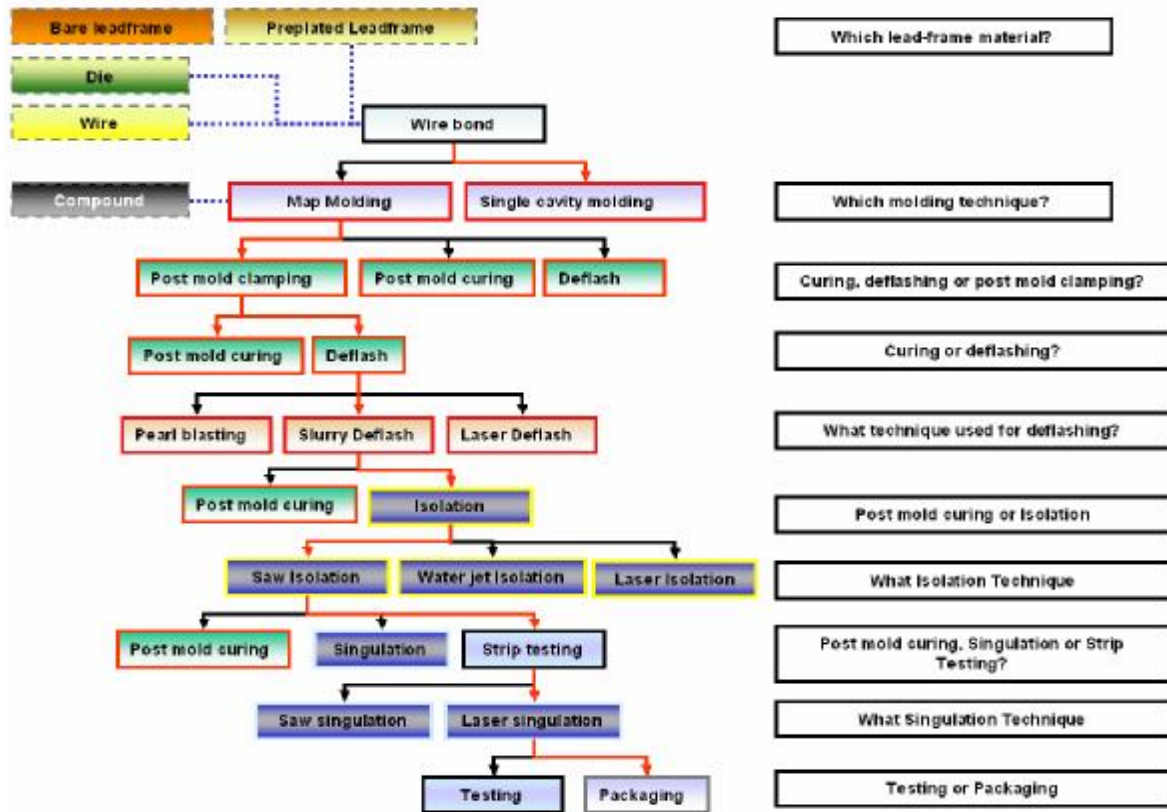 Bare leadframe
Preplated Leadframe
Which lead-frame material?
Die
Wire
Wire bond
Compound
Map Molding
Single cavity molding
Which molding technique?
Post mold clamping
Post mold curing
Deflash
Curing, deflashing or post mold clamping?
Post mold curing
Deflash
Curing or deflashing?
Pearl blasting
Slurry Deflash
Laser Deflash
What technique used for deflashing?
Post mold curing
Isolation
Post mold curing or Isolation
Saw Isolation
Water jet Isolation
Laser Isolation
What Isolation Technique
Post mold curing
Singulation
Strip testing
Post mold curing, Singulation or Strip
Testing?
Saw singulation
Laser singulation
What Singulation Technique
Testing
Packaging
Testing or Packaging